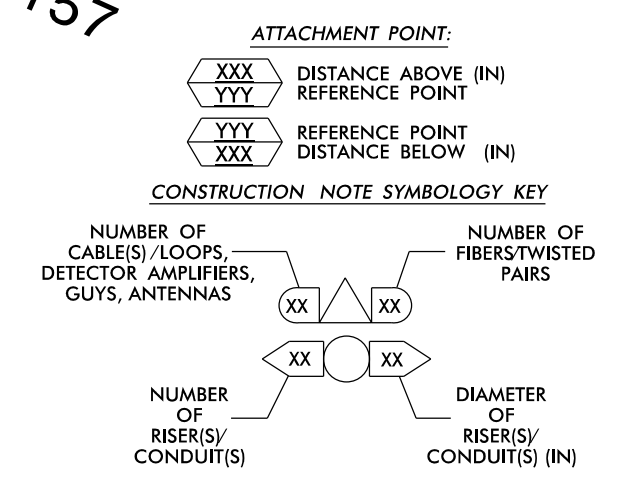 157
ATTACHMENT POINT:
XXX DISTANCE ABOVE (IN)
YYY REFERENCE POINT
YYY REFERENCE POINT
XXX DISTANCE BELOW (IN)
CONSTRUCTION NOTE SYMBOLOGY KEY
NUMBER OF
CABLE(S)/LOOPS,
DETECTOR AMPLIFIERS,
GUYS, ANTENNAS
NUMBER OF
FIBERS/TWISTED
PAIRS
XX XX
XX XX
NUMBER
OF
RISER(S)/
CONDUIT(S)
DIAMETER
OF
RISER(S)/
CONDUIT(S) (IN)